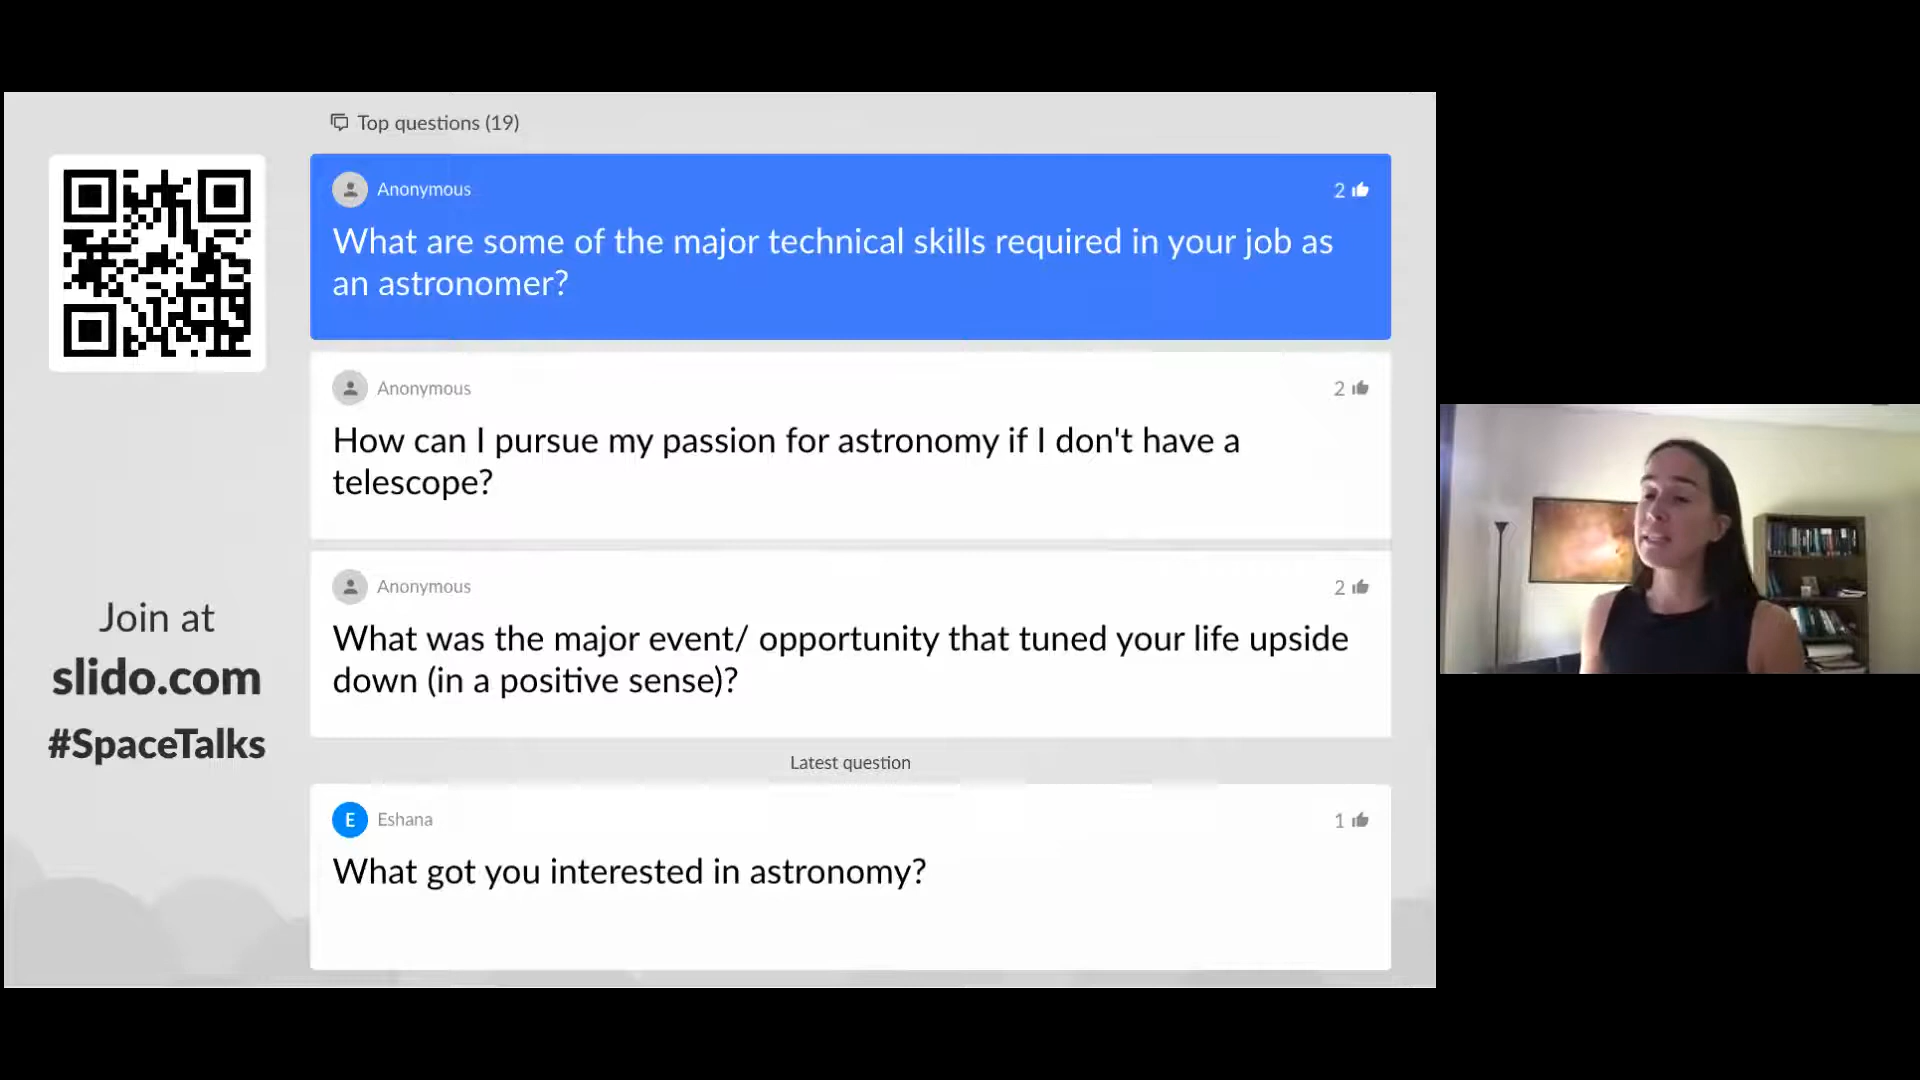 Top questions (19)
Anonymous
2
What are some of the major technical skills required in your job as
an astronomer?
Anonymous
2
How can I pursue my passion for astronomy if I don't have a
telescope?
Anonymous
2
What was the major event/ opportunity that tuned your life upside
down (in a positive sense)?
Join at
slido.com
#SpaceTalks
Latest question
E
Eshana
1
What got you interested in astronomy?